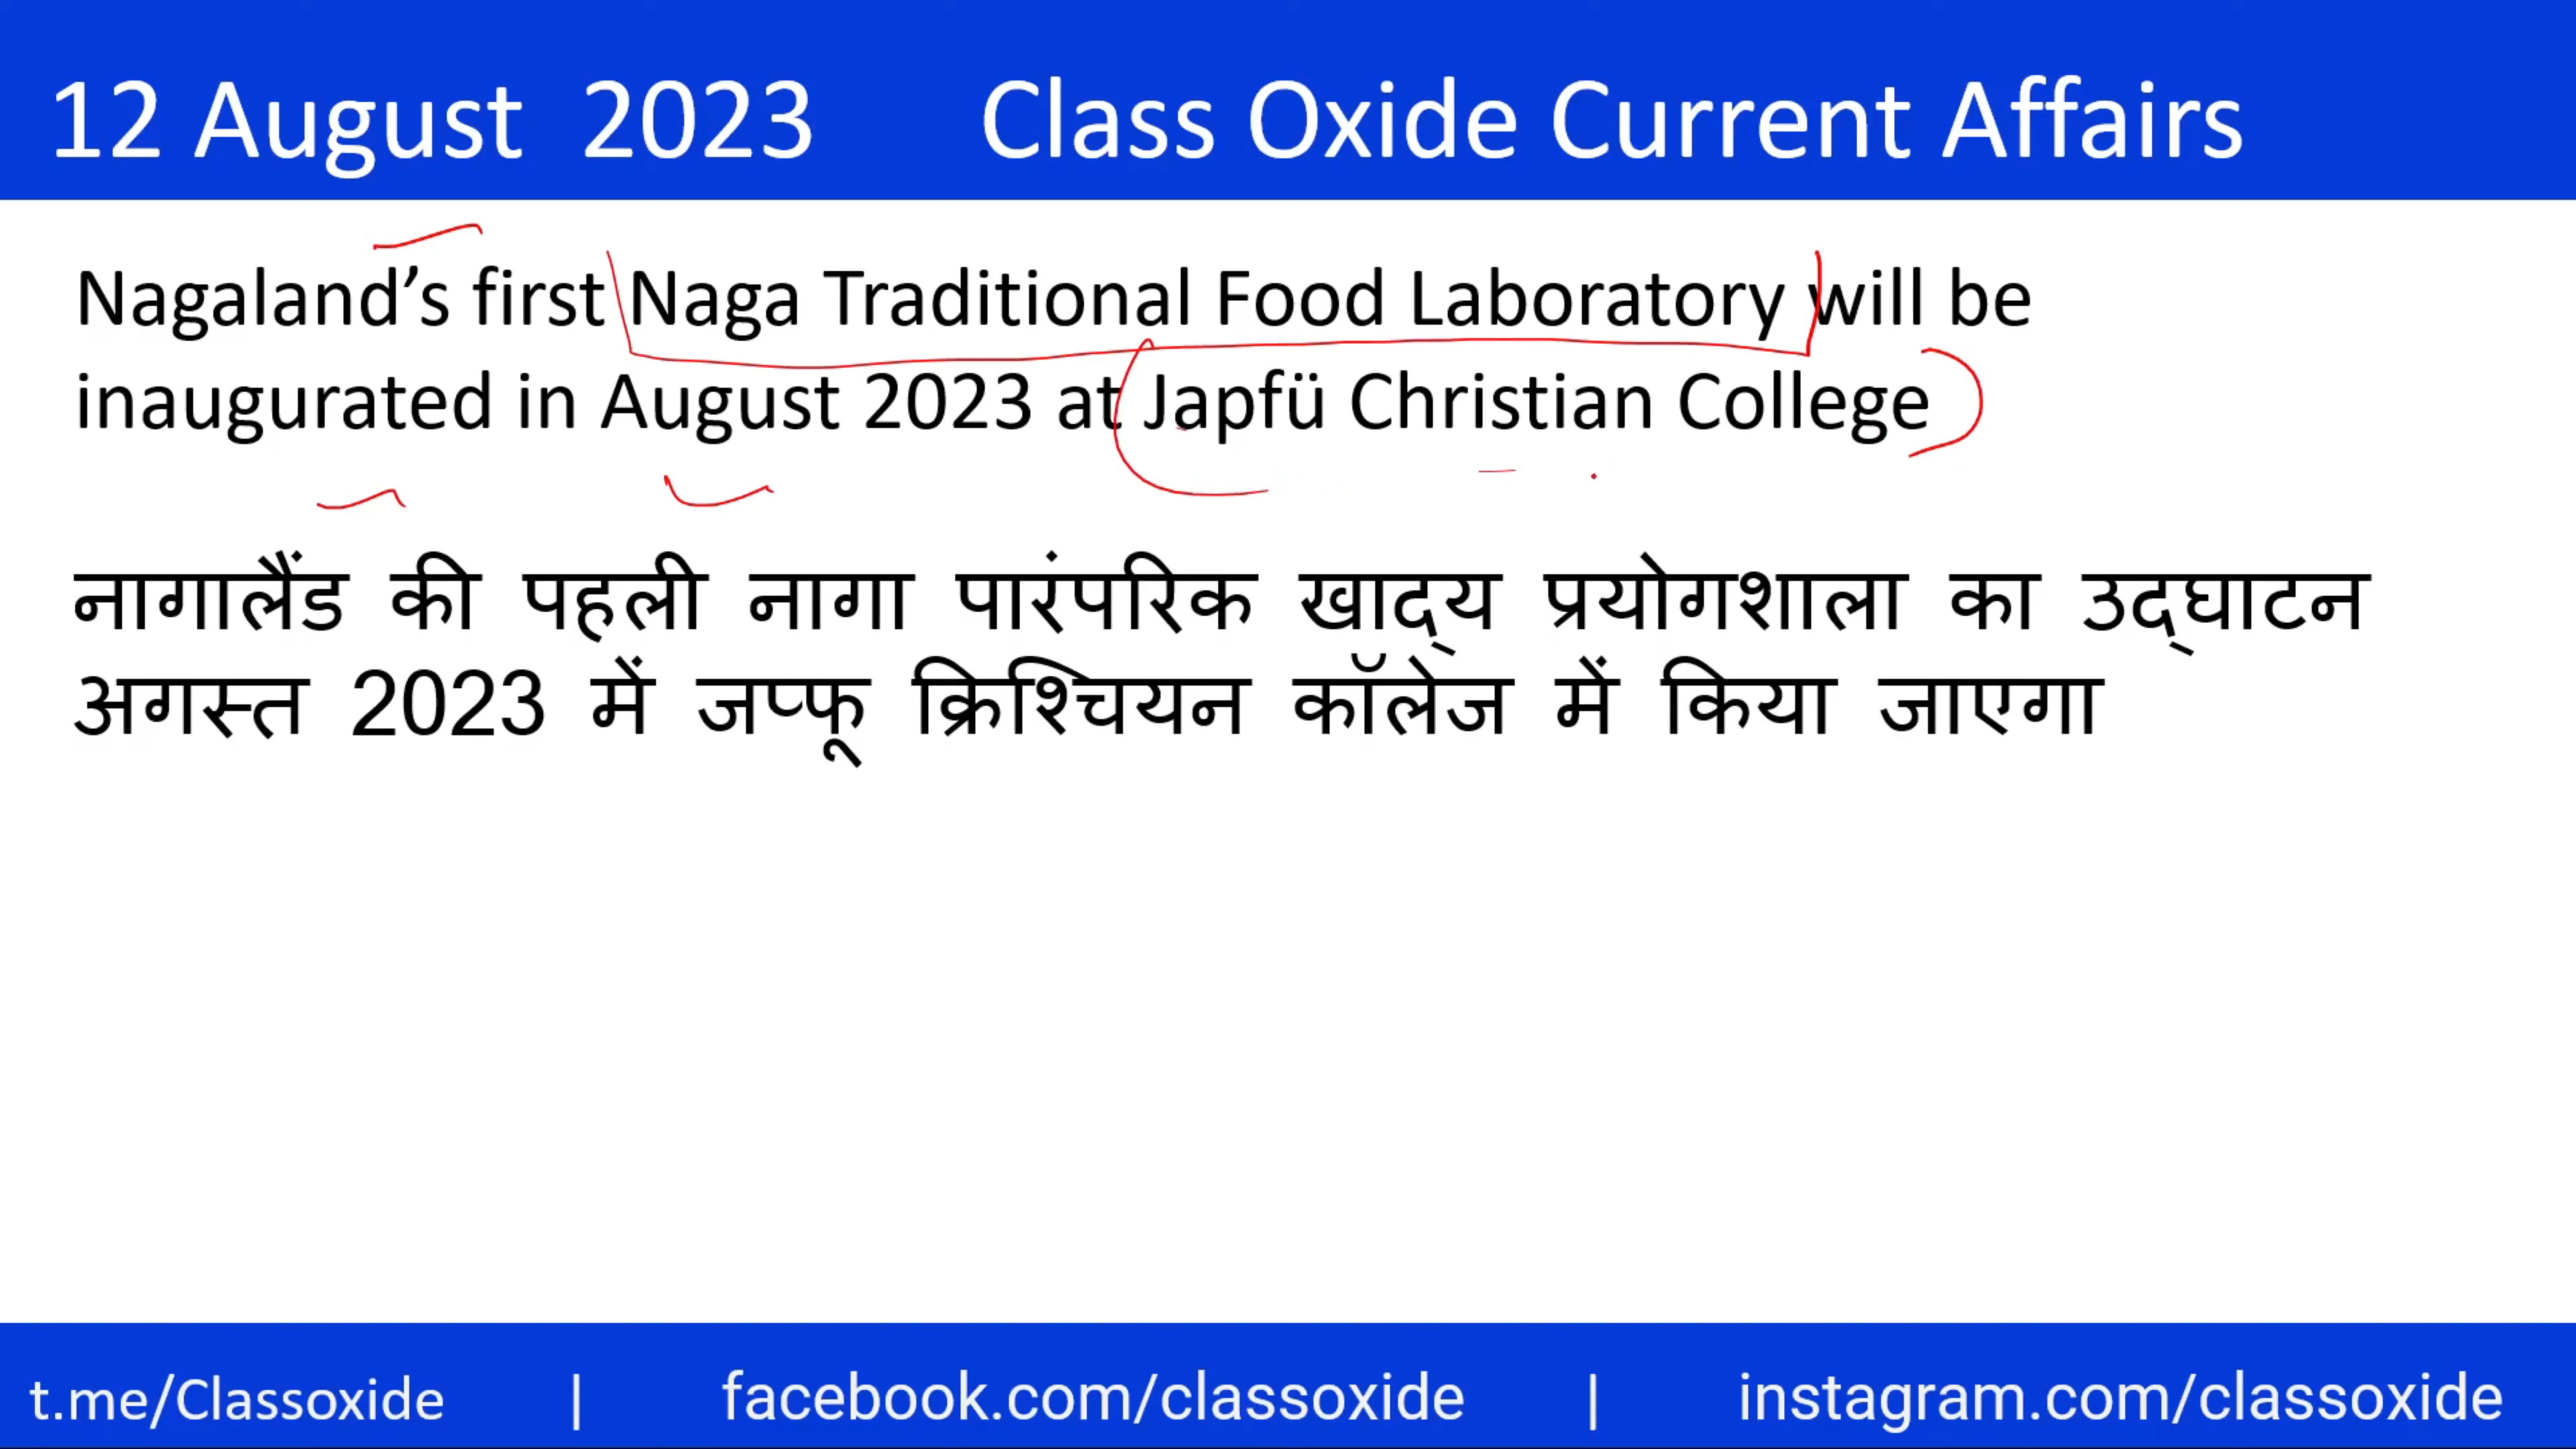 12 August 2023 Class Oxide Current Affairs
Nagaland’s first Naga Traditional Food Laboratory will be
inaugurated in August 2023 at Japfü Christian College
नागालैंड की पहली नागा पारंपरिक खाद्य प्रयोगशाला का उद्घाटन
अगस्त 2023 में जप्फू क्रिश्चियन कॉलेज में किया जाएगा
t.me/Classoxide | facebook.com/classoxide | instagram.com/classoxide